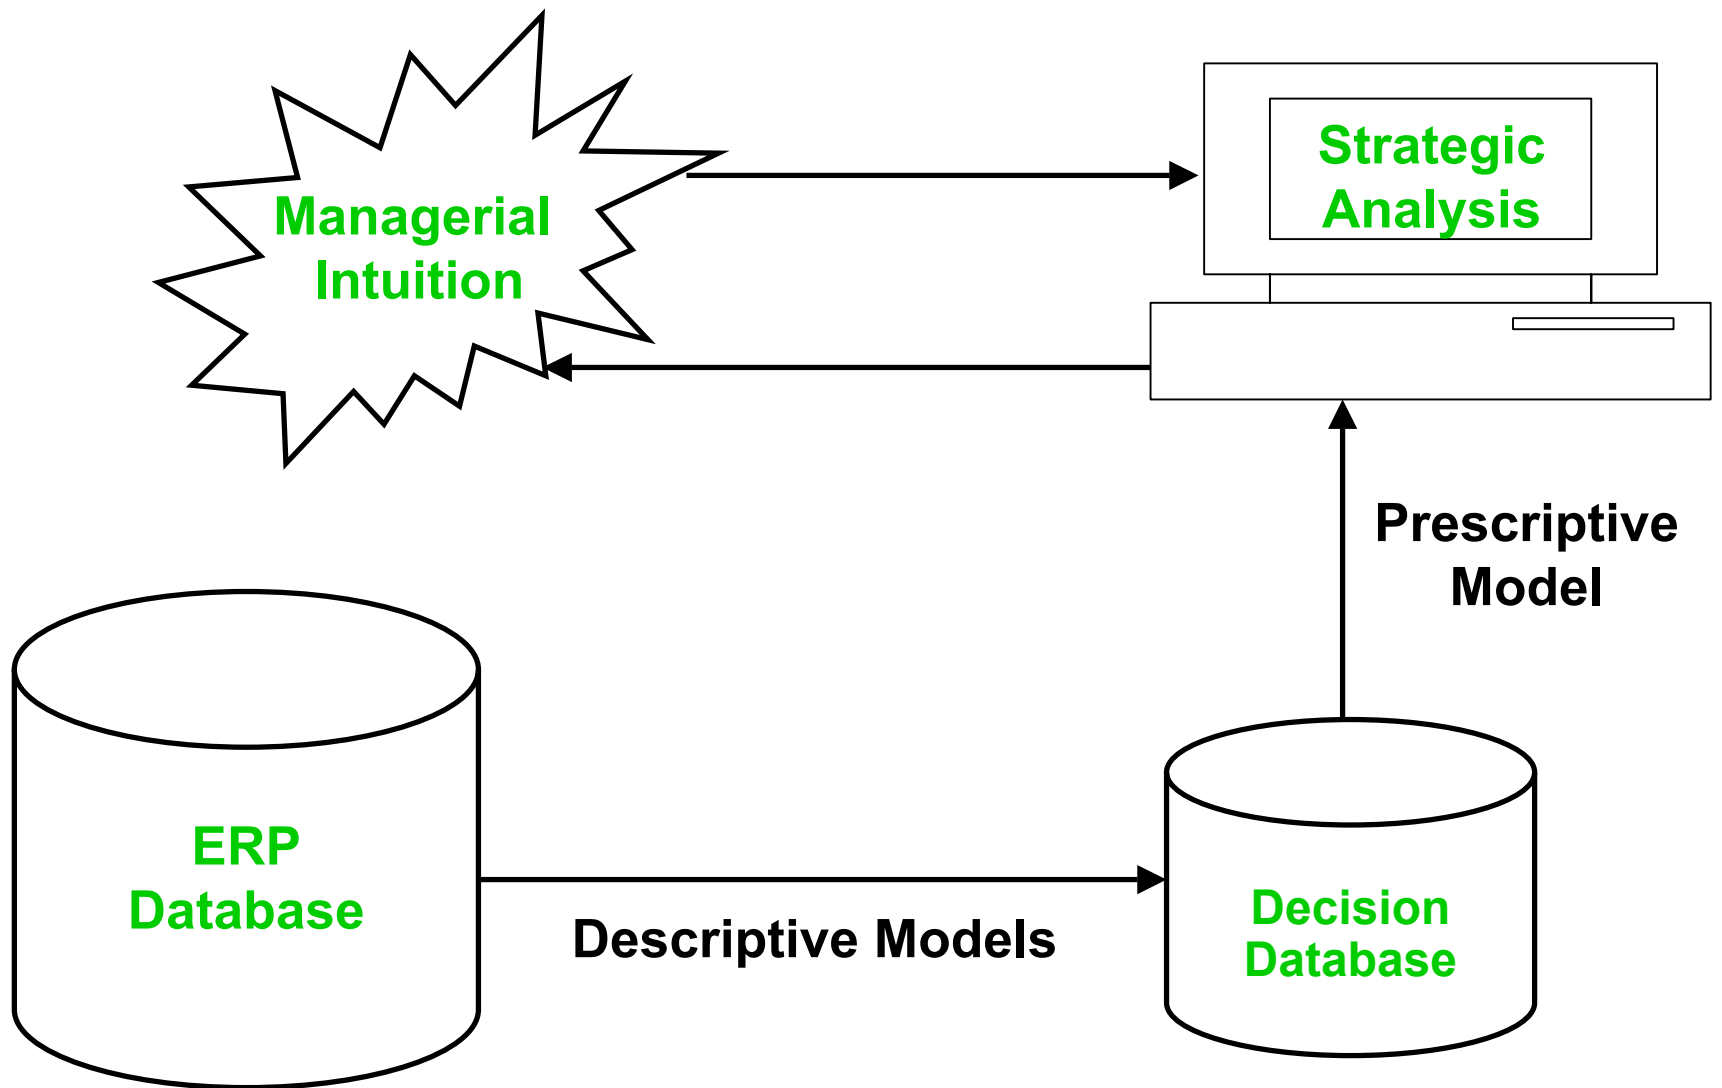 Managerial
Intuition
Strategic
Analysis
Prescriptive
Model
ERP
Database
Descriptive Models
Decision
Database